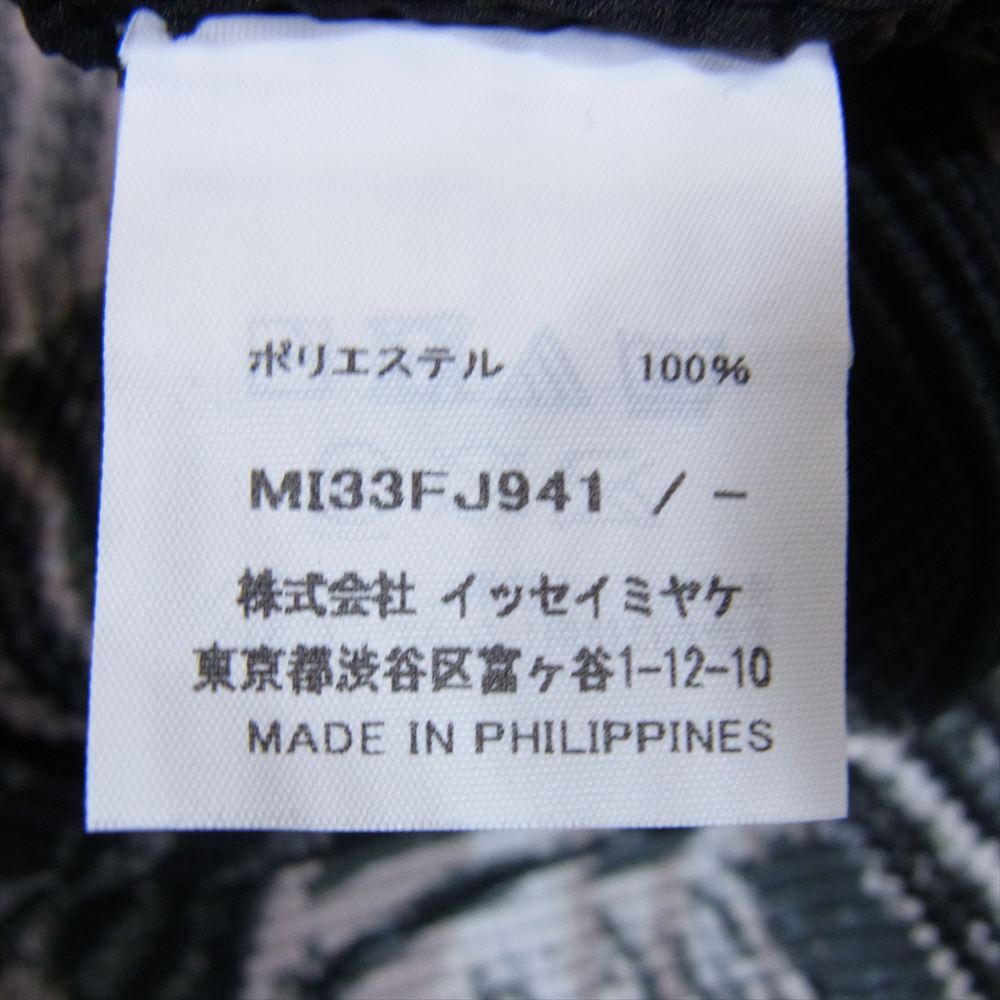 ポリエステル 100%
MI33FJ941 / -
株式会社 イッセイミヤケ
東京都渋谷区富ヶ谷1-12-10
MADE IN PHILIPPINES